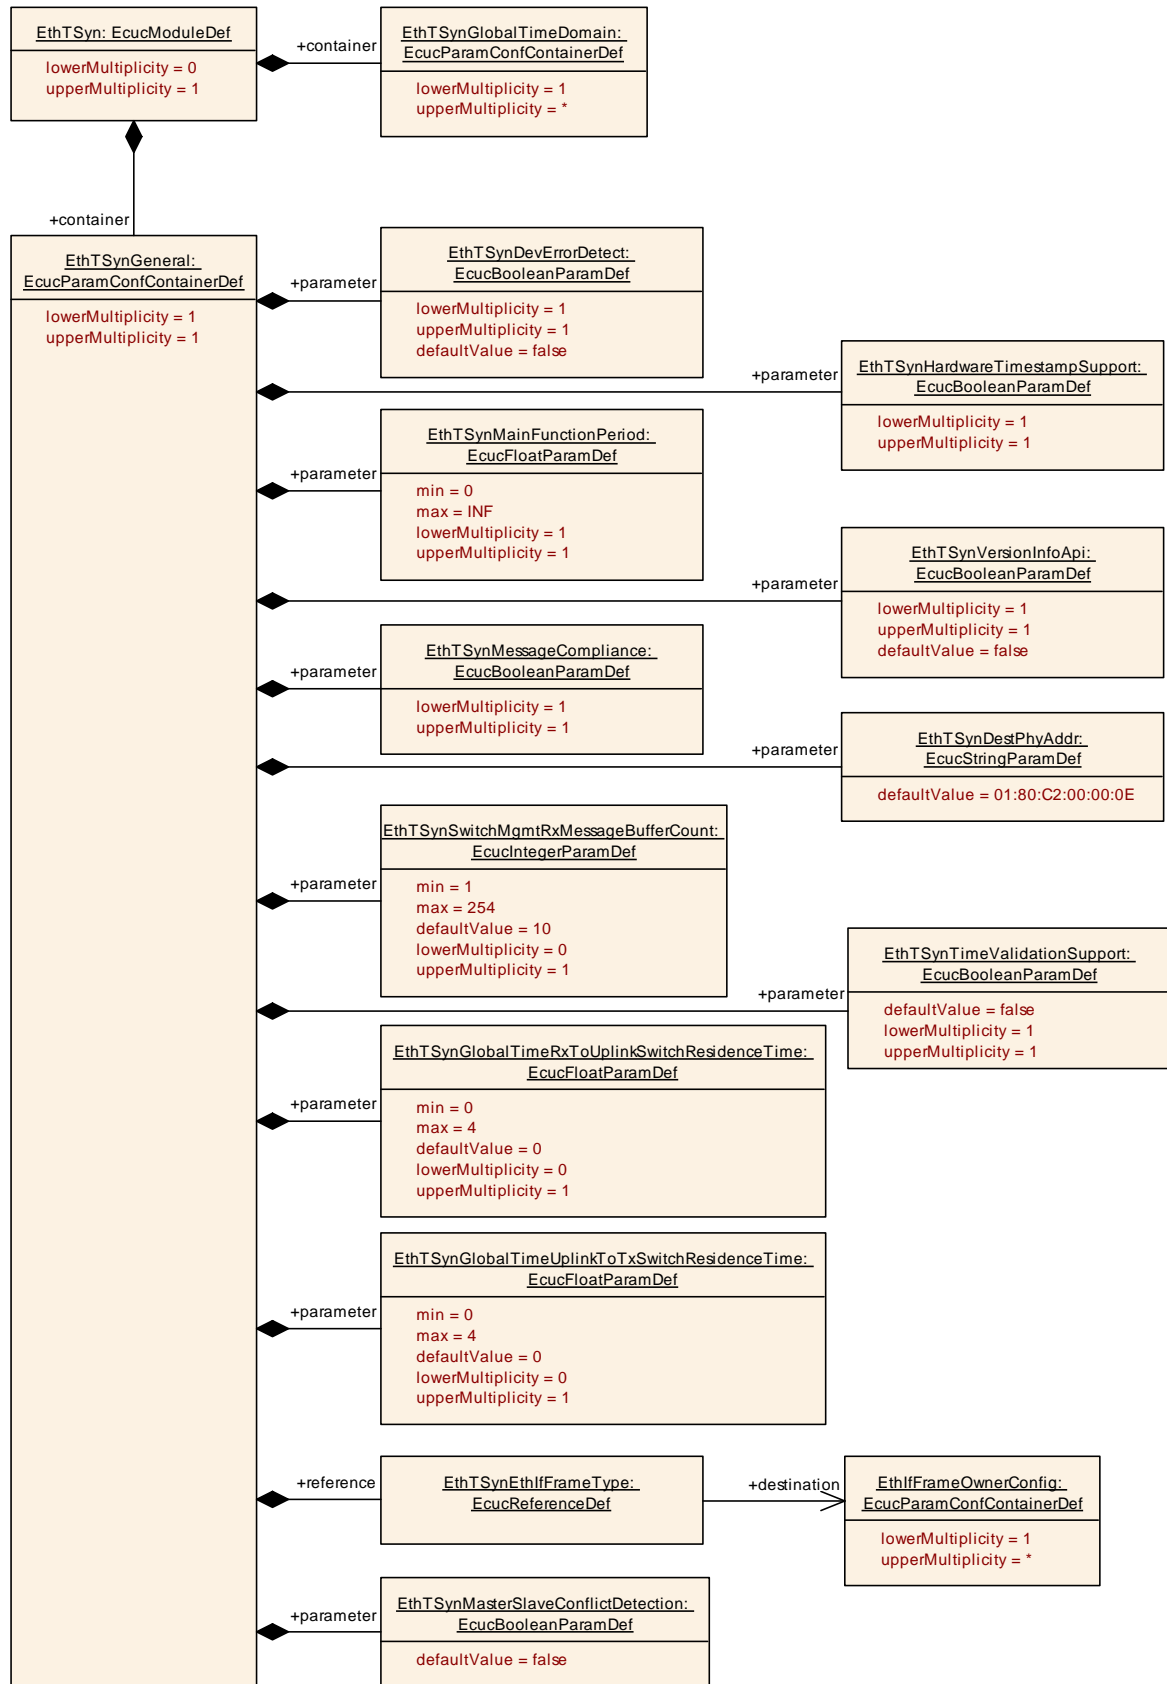 EthTSyn: EcucModuleDef
lowerMultiplicity = 0
upperMultiplicity = 1
+container
EthTSynGlobalTimeDomain:
EcucParamConfContainerDef
lowerMultiplicity = 1
upperMultiplicity = *
+container
EthTSynGeneral:
EcucParamConfContainerDef
lowerMultiplicity = 1
upperMultiplicity = 1
+parameter
EthTSynDevErrorDetect:
EcucBooleanParamDef
lowerMultiplicity = 1
upperMultiplicity = 1
defaultValue = false
+parameter
EthTSynHardwareTimestampSupport:
EcucBooleanParamDef
lowerMultiplicity = 1
upperMultiplicity = 1
+parameter
EthTSynMainFunctionPeriod:
EcucFloatParamDef
min = 0
max = INF
lowerMultiplicity = 1
upperMultiplicity = 1
+parameter
EthTSynVersionInfoApi:
EcucBooleanParamDef
lowerMultiplicity = 1
upperMultiplicity = 1
defaultValue = false
+parameter
EthTSynMessageCompliance:
EcucBooleanParamDef
lowerMultiplicity = 1
upperMultiplicity = 1
+parameter
EthTSynDestPhyAddr:
EcucStringParamDef
defaultValue = 01:80:C2:00:00:0E
+parameter
EthTSynSwitchMgmtRxMessageBufferCount:
EcucIntegerParamDef
min = 1
max = 254
defaultValue = 10
lowerMultiplicity = 0
upperMultiplicity = 1
+parameter
EthTSynTimeValidationSupport:
EcucBooleanParamDef
defaultValue = false
lowerMultiplicity = 1
upperMultiplicity = 1
+parameter
EthTSynGlobalTimeRxToUplinkSwitchResidenceTime:
EcucFloatParamDef
min = 0
max = 4
defaultValue = 0
lowerMultiplicity = 0
upperMultiplicity = 1
+parameter
EthTSynGlobalTimeUplinkToTxSwitchResidenceTime:
EcucFloatParamDef
min = 0
max = 4
defaultValue = 0
lowerMultiplicity = 0
upperMultiplicity = 1
+reference
EthTSynEthIfFrameType:
EcucReferenceDef
+destination
EthIfFrameOwnerConfig:
EcucParamConfContainerDef
lowerMultiplicity = 1
upperMultiplicity = *
+parameter
EthTSynMasterSlaveConflictDetection:
EcucBooleanParamDef
defaultValue = false